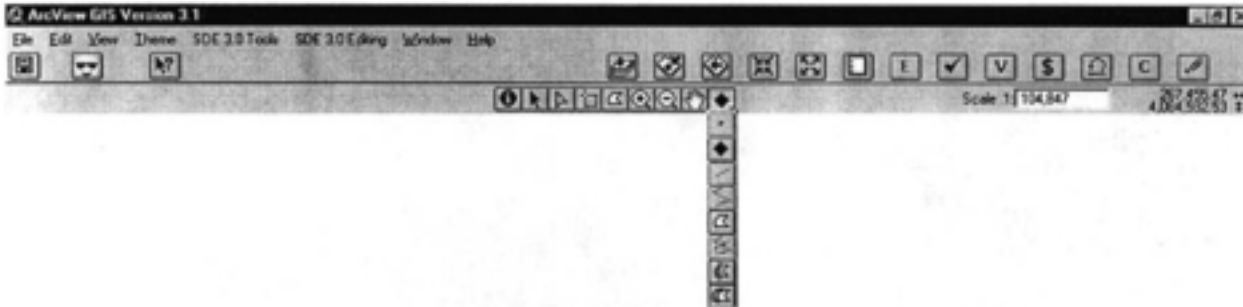 ArcView GIS Version 3.1
File Edit View Theme SDE 3.0 Tools SDE 3.0 Editing Window Help
E V $ C
Scale 1: 104,847